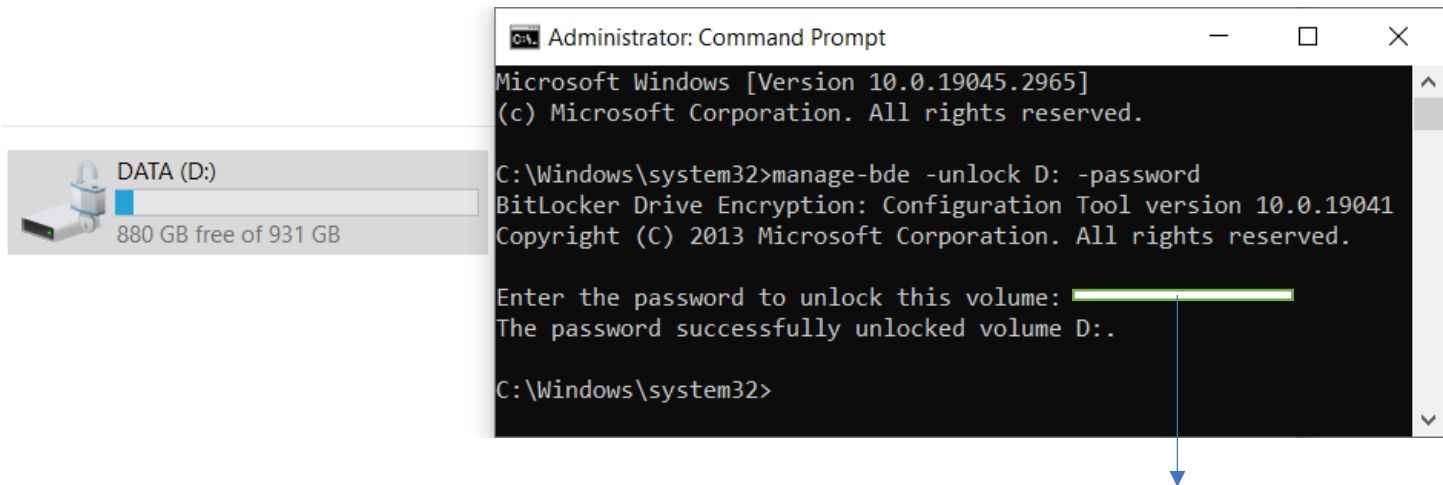 Administrator: Command Prompt
Microsoft Windows [Version 10.0.19045.2965]
(c) Microsoft Corporation. All rights reserved.
DATA (D:)
880 GB free of 931 GB
C:\Windows\system32>manage-bde -unlock D: -password
BitLocker Drive Encryption: Configuration Tool version 10.0.19041
Copyright (C) 2013 Microsoft Corporation. All rights reserved.
Enter the password to unlock this volume:
The password successfully unlocked volume D:.
C:\Windows\system32>